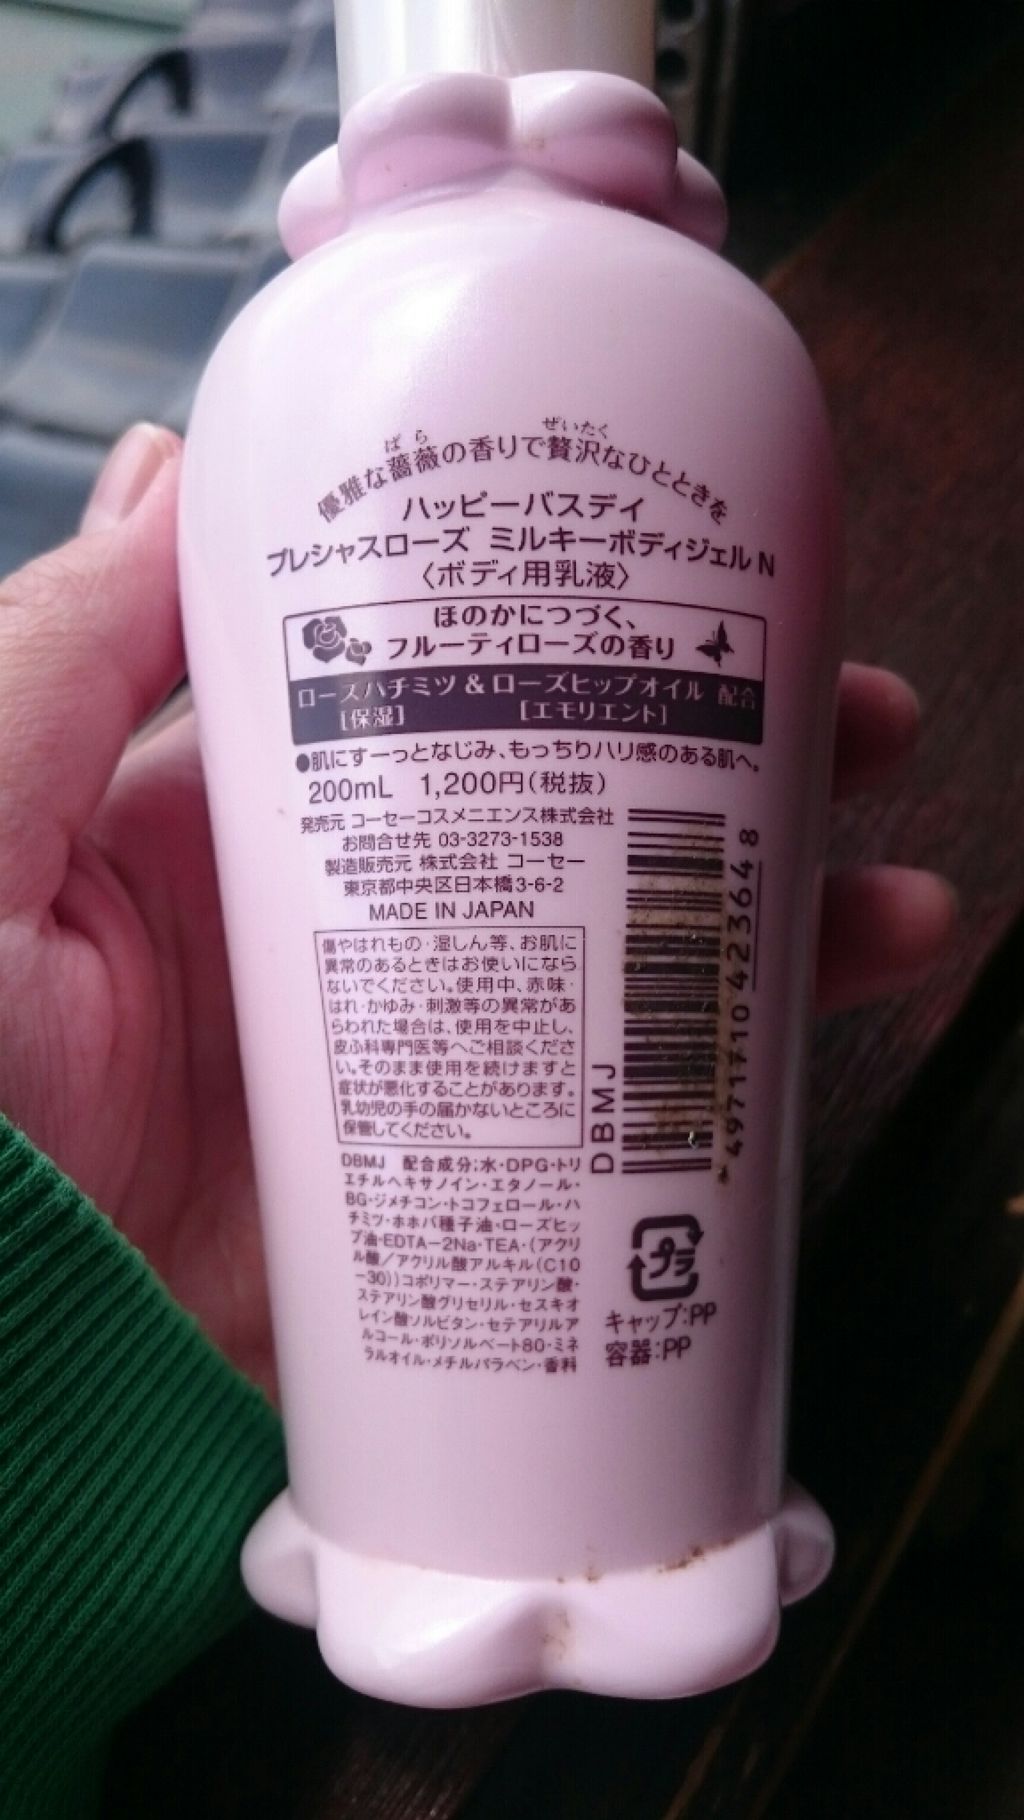 優雅な薔薇の香りで贅沢なひとときを
ばら
ぜいたく
ハッピーバスデイ
プレシャスローズ ミルキーボディジェル N
〈ボディ用乳液〉
ほのかにつづく、
フルーティローズの香り
ローズハチミツ & ローズヒップオイル 配合
[保湿] [エモリエント]
●肌にすーっとなじみ、もっちりハリ感のある肌へ。
200mL 1,200円(税抜)
発売元 コーセーコスメニエンス株式会社
お問合せ先 03-3273-1538
製造販売元 株式会社 コーセー
東京都中央区日本橋3-6-2
MADE IN JAPAN
傷やはれもの・湿しん等、お肌に
異常のあるときはお使いになら
ないでください。使用中、赤味・
はれ・かゆみ・刺激等の異常があ
らわれた場合は、使用を中止し、
皮ふ科専門医等へご相談くださ
い。そのまま使用を続けますと
症状が悪化することがあります。
乳幼児の手の届かないところに
保管してください。
DBMJ 配合成分:水・DPG・トリ
エチルヘキサノイン・エタノール・
BG・ジメチコン・トコフェロール・ハ
チミツ・ホホバ種子油・ローズヒッ
プ油・EDTA-2Na・TEA・(アクリ
ル酸/アクリル酸アルキル(C10
-30))コポリマー・ステアリン酸・
ステアリン酸グリセリル・セスキオ
レイン酸ソルビタン・セテアリルア
ルコール・ポリソルベート80・ミネ
ラルオイル・メチルパラベン・香料
DBMJ
4971710423648
プラ
キャップ:PP
容器:PP